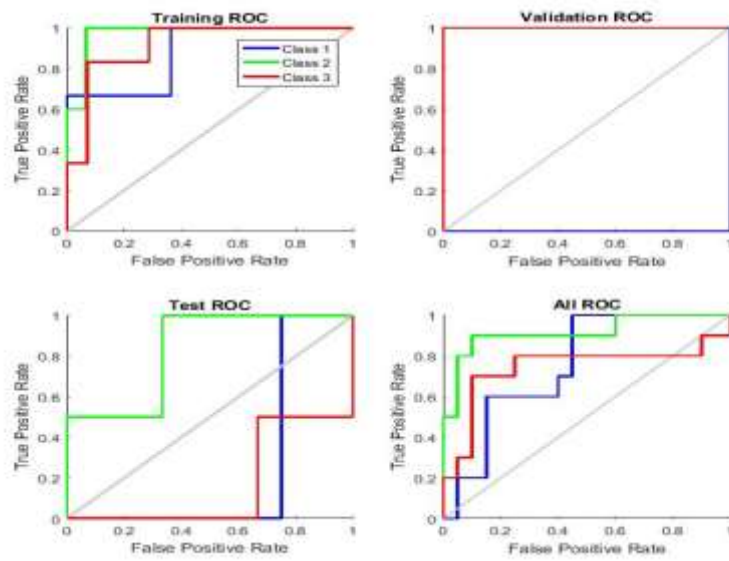 Training ROC
True Positive Rate
1
0.8
0.6
0.4
0.2
0
Class 1
Class 2
Class 3
0 0.2 0.4 0.6 0.8 1
False Positive Rate
Validation ROC
True Positive Rate
1
0.8
0.6
0.4
0.2
0
0 0.2 0.4 0.6 0.8 1
False Positive Rate
Test ROC
True Positive Rate
1
0.8
0.6
0.4
0.2
0
0 0.2 0.4 0.6 0.8 1
False Positive Rate
All ROC
True Positive Rate
1
0.8
0.6
0.4
0.2
0
0 0.2 0.4 0.6 0.8 1
False Positive Rate